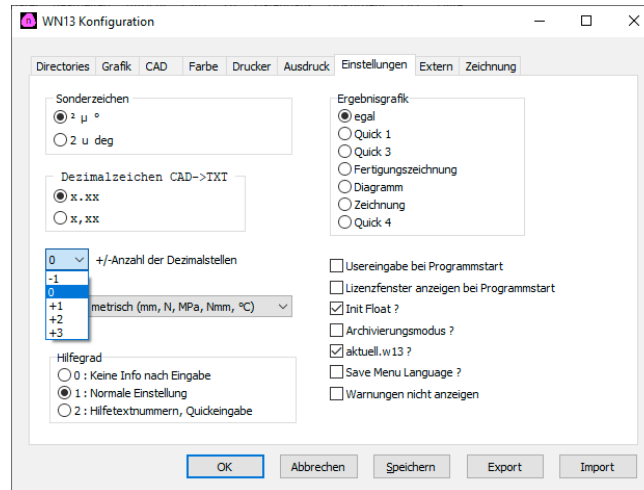 WN13 Konfiguration
Directories Grafik CAD Farbe Drucker Ausdruck Einstellungen Extern Zeichnung
Sonderzeichen
² µ °
2 u deg
Dezimalzeichen CAD->TXT
x.xx
x,xx
0 +/-Anzahl der Dezimalstellen
-1
0
+1
+2
+3
metrisch (mm, N, MPa, Nmm, °C)
Hilfegrad
0 : Keine Info nach Eingabe
1 : Normale Einstellung
2 : Hilfetextnummern, Quickeingabe
Ergebnisgrafik
egal
Quick 1
Quick 3
Fertigungszeichnung
Diagramm
Zeichnung
Quick 4
Usereingabe bei Programmstart
Lizenzfenster anzeigen bei Programmstart
Init Float ?
Archivierungsmodus ?
aktuell.w13 ?
Save Menu Language ?
Warnungen nicht anzeigen
OK Abbrechen Speichern Export Import